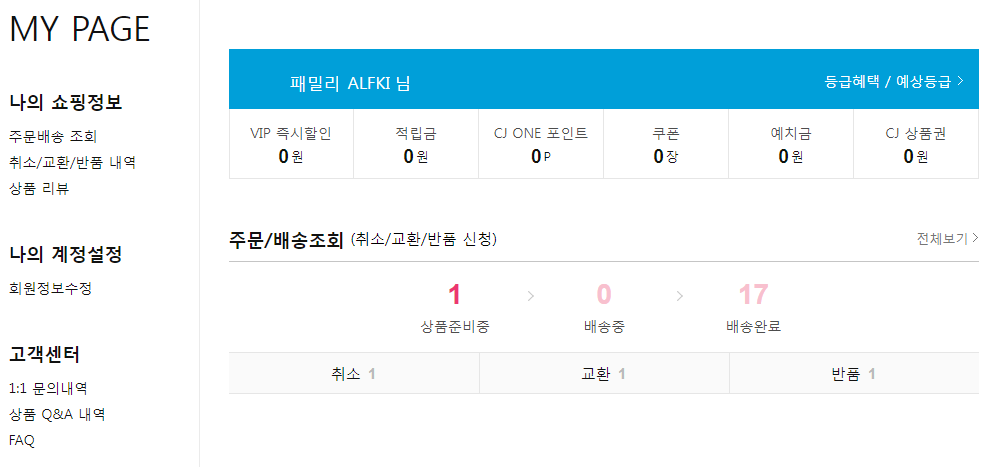 MY PAGE
나의 쇼핑정보
주문배송 조회
취소/교환/반품 내역
상품 리뷰
나의 계정설정
회원정보수정
고객센터
1:1 문의내역
상품 Q&A 내역
FAQ
패밀리 ALFKI 님
등급혜택 / 예상등급 >
VIP 즉시할인
0원
적립금
0원
CJ ONE 포인트
0P
쿠폰
0장
예치금
0원
CJ 상품권
0원
주문/배송조회 (취소/교환/반품 신청)
전체보기 >
1 > 0 > 17
상품준비중 배송중 배송완료
취소 1
교환 1
반품 1